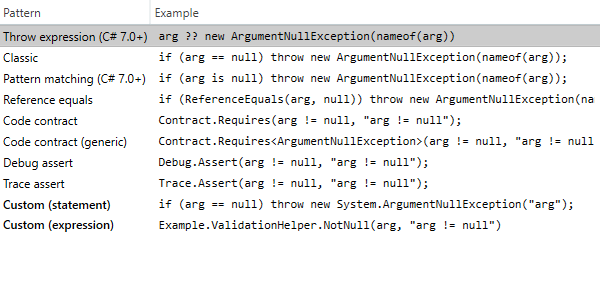 Pattern Example
Throw expression (C# 7.0+) arg ?? new ArgumentNullException(nameof(arg))
Classic if (arg == null) throw new ArgumentNullException(nameof(arg));
Pattern matching (C# 7.0+) if (arg is null) throw new ArgumentNullException(nameof(arg));
Reference equals if (ReferenceEquals(arg, null)) throw new ArgumentNullException(na
Code contract Contract.Requires(arg != null, "arg != null");
Code contract (generic) Contract.Requires<ArgumentNullException>(arg != null, "arg != null
Debug assert Debug.Assert(arg != null, "arg != null");
Trace assert Trace.Assert(arg != null, "arg != null");
Custom (statement) if (arg == null) throw new System.ArgumentNullException("arg");
Custom (expression) Example.ValidationHelper.NotNull(arg, "arg != null")